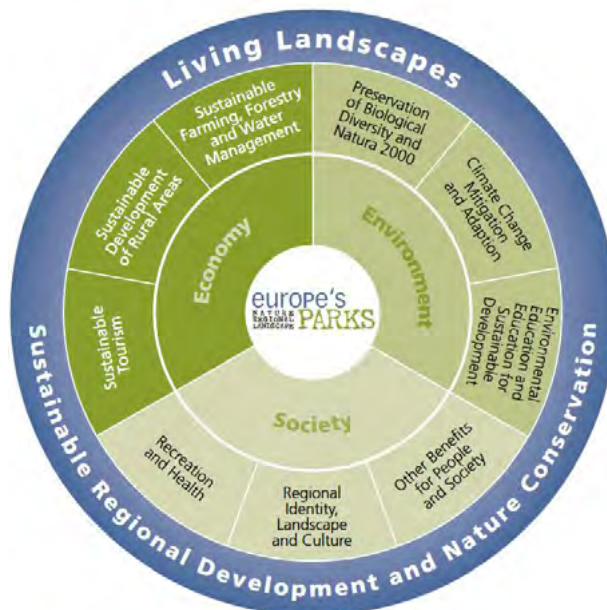 Living Landscapes
Sustainable
Farming, Forestry
and Water
Management
Preservation
of Biological
Diversity and
Natura 2000
Climate Change
Mitigation
and Adaption
Environmental
Education and
Education for
Sustainable
Development
Other Benefits
for People
and Society
Regional
Identity,
Landscape
and Culture
Recreation
and Health
Sustainable
Tourism
Sustainable
Development
of Rural Areas
Economy
Environment
Society
europe's
NATURE
REGIONAL
LANDSCAPE
PARKS
Sustainable Regional Development and Nature Conservation